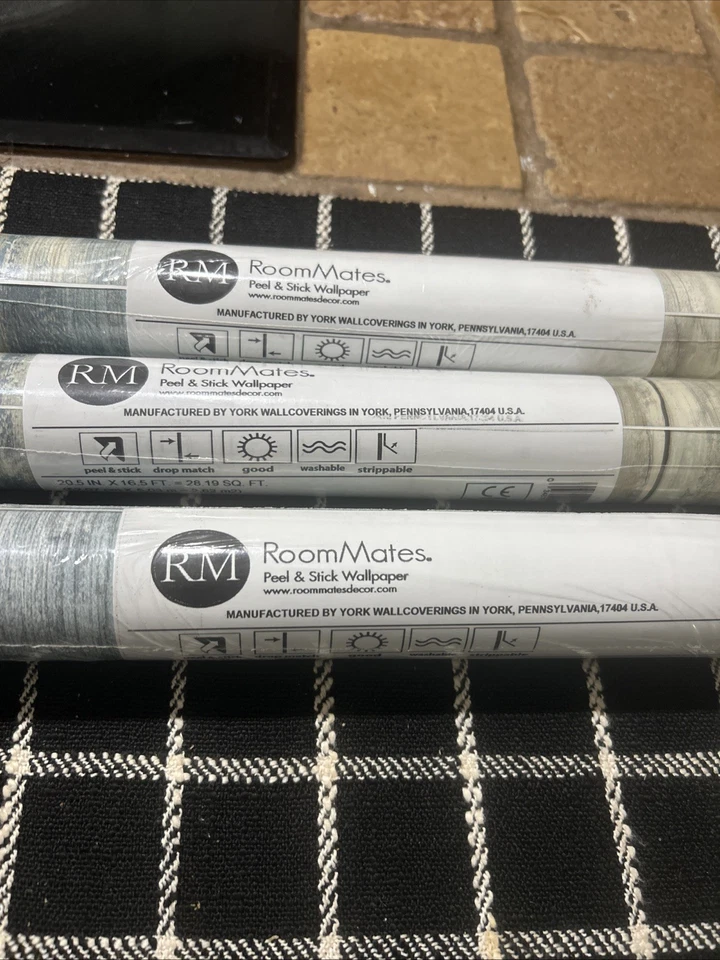 RM
RoomMates®
Peel & Stick Wallpaper
www.roommatesdecor.com
MANUFACTURED BY YORK WALLCOVERINGS IN YORK, PENNSYLVANIA,17404 U.S.A.
RM
RoomMates®
Peel & Stick Wallpaper
www.roommatesdecor.com
MANUFACTURED BY YORK WALLCOVERINGS IN YORK, PENNSYLVANIA,17404 U.S.A.
peel & stick drop match good washable strippable
20.5 IN. X 16.5 FT. = 28.19 SQ. FT.
CE
RM
RoomMates®
Peel & Stick Wallpaper
www.roommatesdecor.com
MANUFACTURED BY YORK WALLCOVERINGS IN YORK, PENNSYLVANIA,17404 U.S.A.